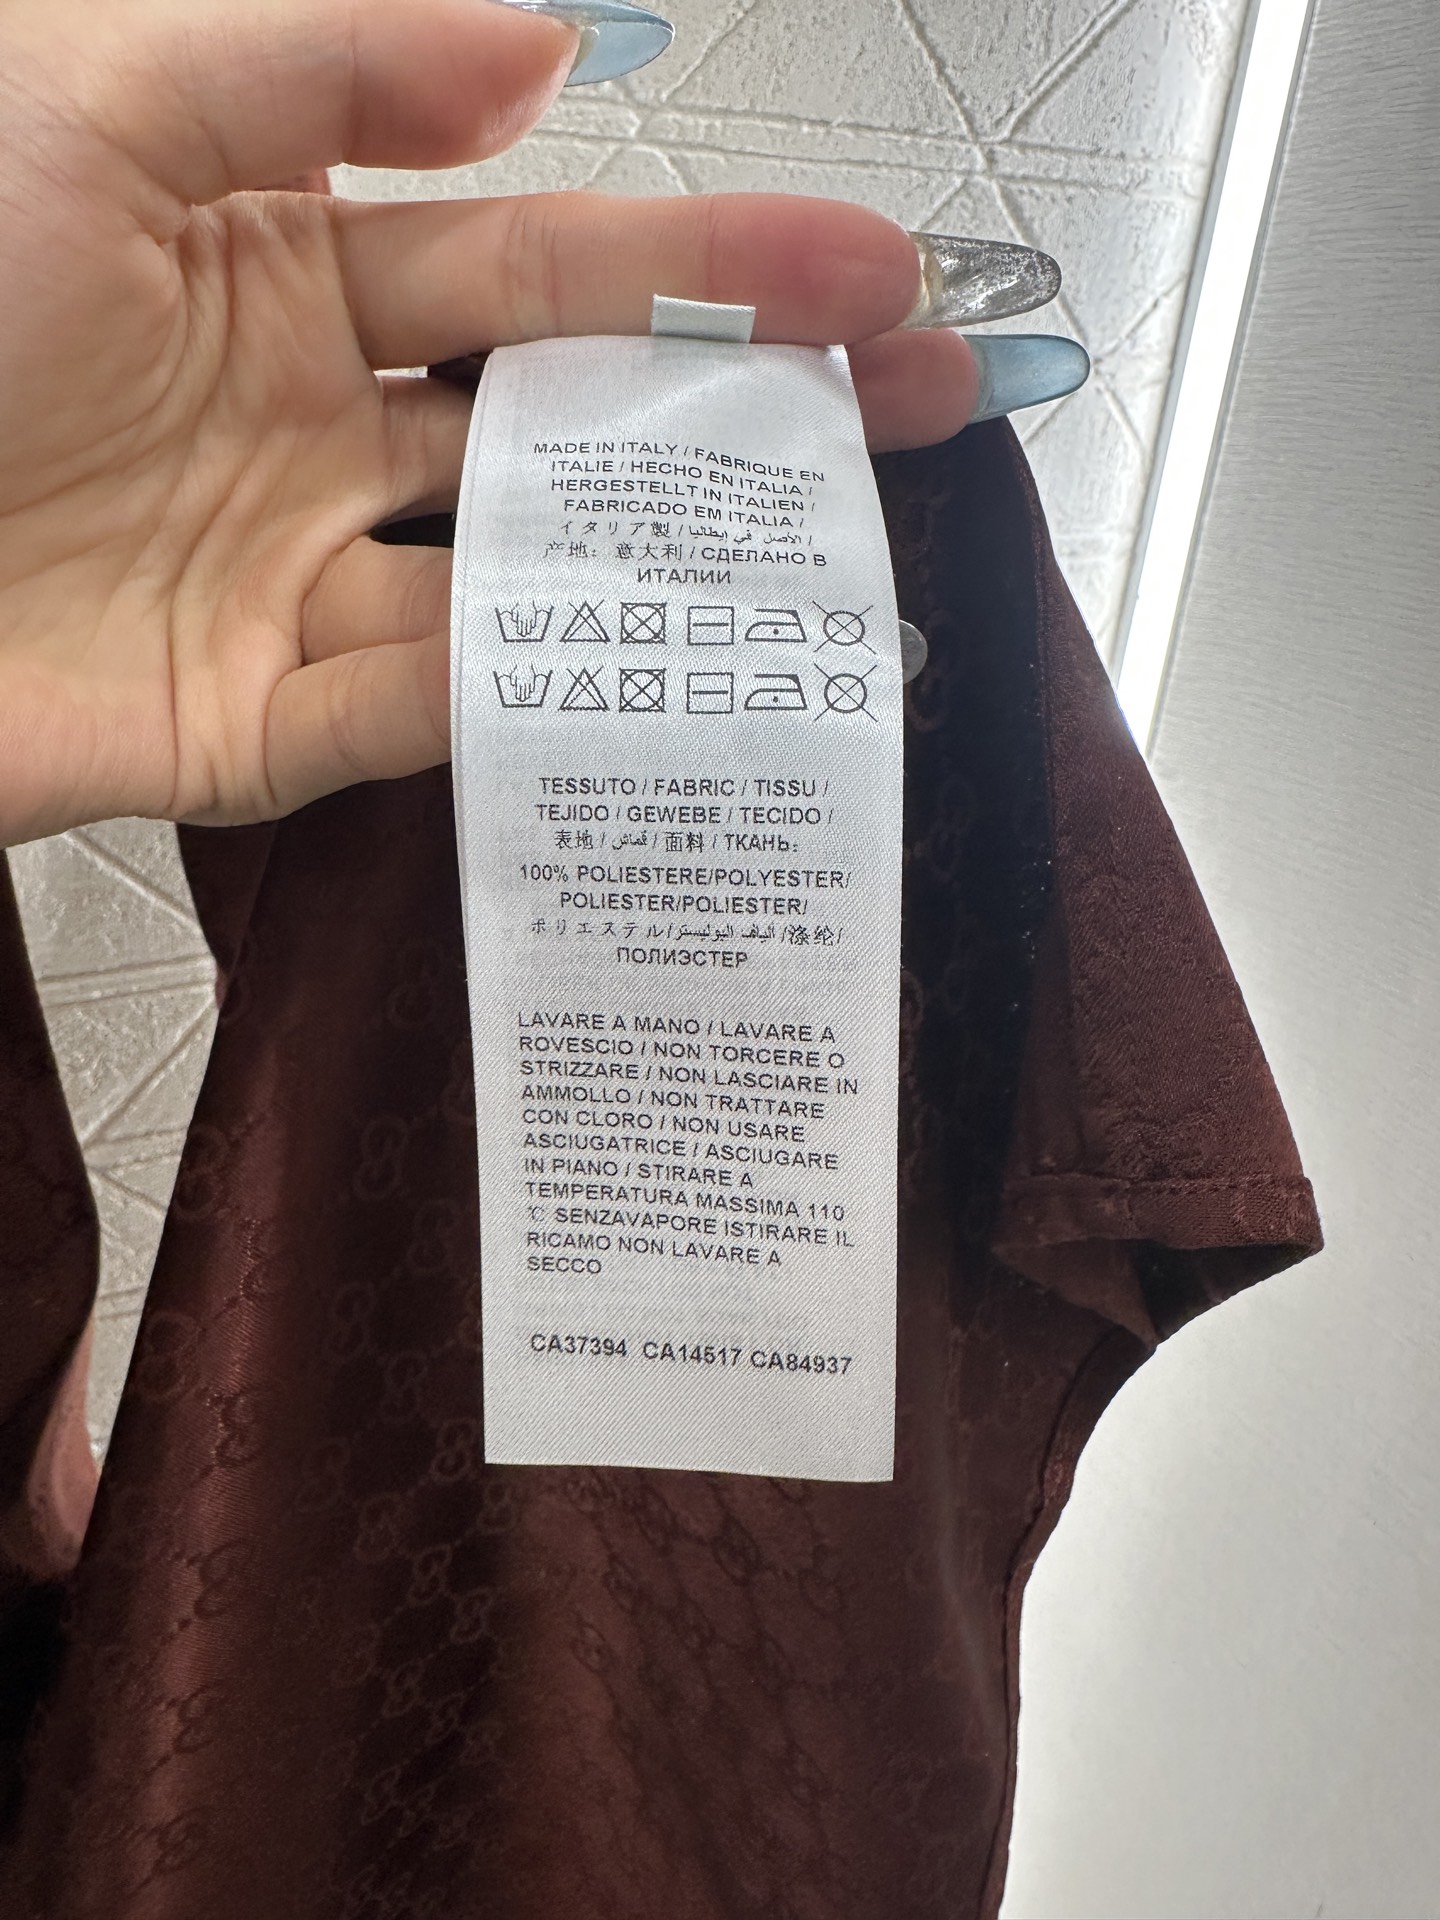 MADE IN ITALY / FABRIQUE EN
ITALIE / HECHO EN ITALIA /
HERGESTELLT IN ITALIEN /
FABRICADO EM ITALIA /
イタリア製 / الأصل في إيطاليا /
产地：意大利 / СДЕЛАНО В
ИТАЛИИ
TESSUTO / FABRIC / TISSU /
TEJIDO / GEWEBE / TECIDO /
表地 / قماش / 面料 / ТКАНЬ:
100% POLIESTERE/POLYESTER/
POLIESTER/POLIESTER/
ポリエステル/ألياف البوليستر/涤纶/
ПОЛИЭСТЕР
LAVARE A MANO / LAVARE A
ROVESCIO / NON TORCERE O
STRIZZARE / NON LASCIARE IN
AMMOLLO / NON TRATTARE
CON CLORO / NON USARE
ASCIUGATRICE / ASCIUGARE
IN PIANO / STIRARE A
TEMPERATURA MASSIMA 110
℃ SENZAVAPORE ISTIRARE IL
RICAMO NON LAVARE A
SECCO
CA37394 CA14517 CA84937